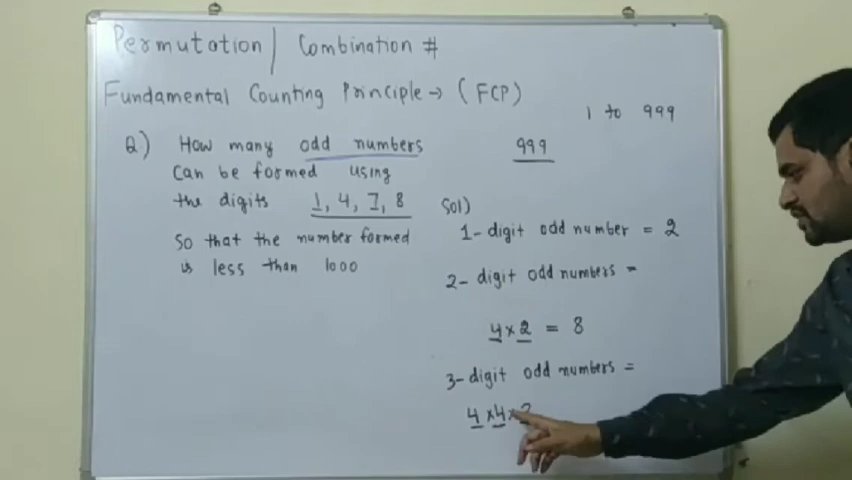 Permutation | Combination #
Fundamental Counting Principle → (FCP)
1 to 999
Q) How many odd numbers
can be formed using
the digits 1, 4, 7, 8
so that the number formed
is less than 1000
999
Sol)
1- digit odd number = 2
2- digit odd numbers =
4 x 2 = 8
3- digit odd numbers =
4 x 4 x 2